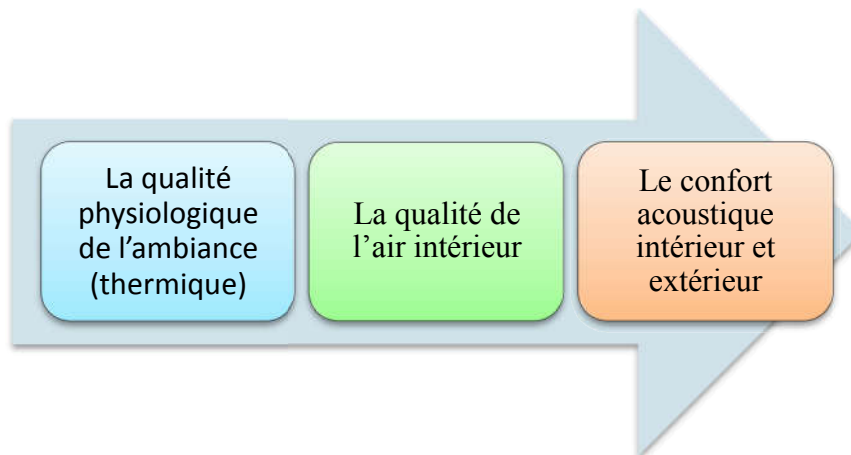 La qualité
physiologique
de l’ambiance
(thermique)
La qualité de
l’air intérieur
Le confort
acoustique
intérieur et
extérieur